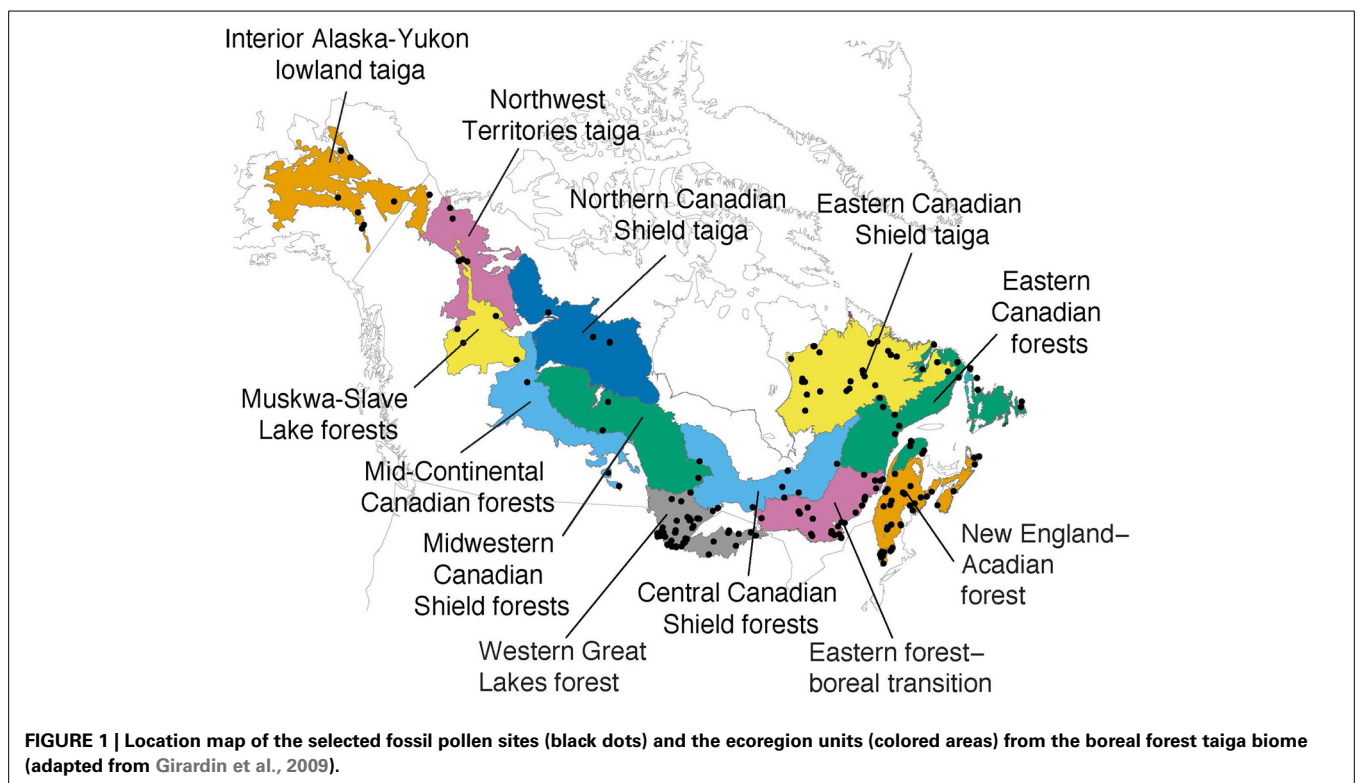 Interior Alaska-Yukon
lowland taiga
Northwest
Territories taiga
Northern Canadian
Shield taiga
Eastern Canadian
Shield taiga
Eastern
Canadian
forests
Muskwa-Slave
Lake forests
Mid-Continental
Canadian forests
Midwestern
Canadian
Shield forests
Western Great
Lakes forest
Central Canadian
Shield forests
Eastern forest–
boreal transition
New England–
Acadian
forest
FIGURE 1 | Location map of the selected fossil pollen sites (black dots) and the ecoregion units (colored areas) from the boreal forest taiga biome
(adapted from Girardin et al., 2009).